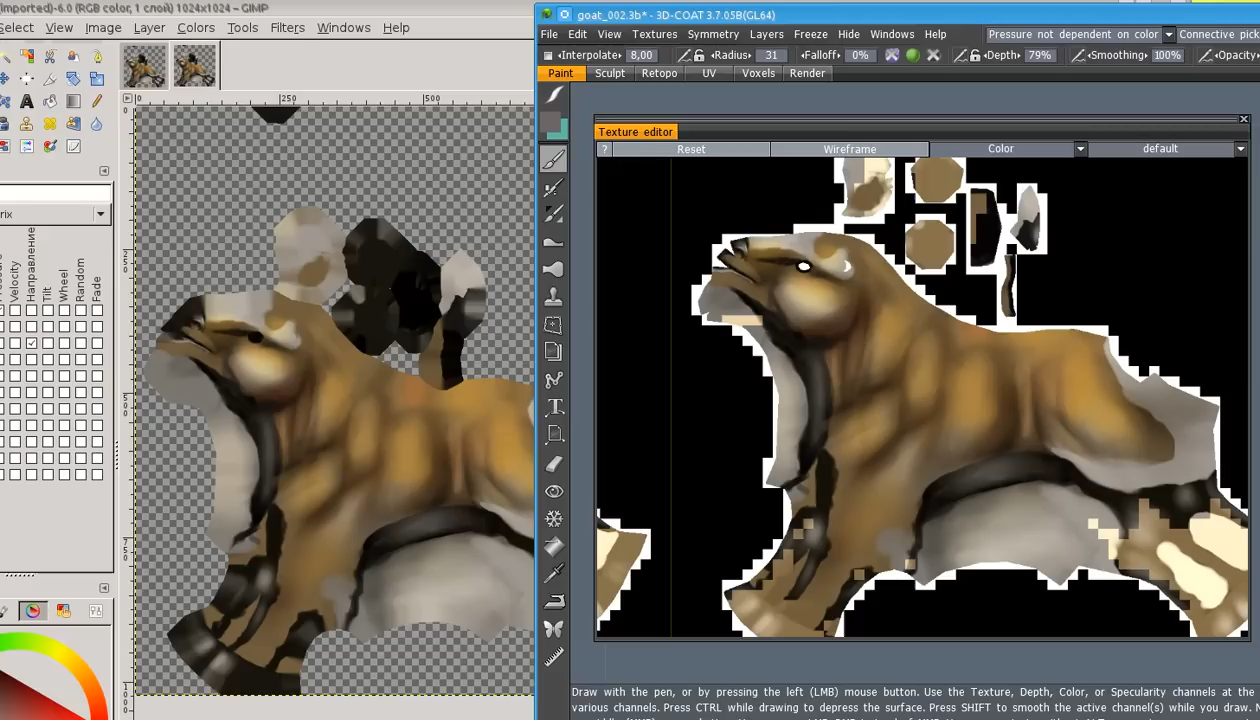 (imported)-6.0 (RGB color, 1 слой) 1024x1024 – GIMP
Select View Image Layer Colors Tools Filters Windows Help
0 250 500
0
250
500
750
1000
Velocity
Направление
Tilt
Wheel
Random
Fade
goat_002.3b* - 3D-COAT 3.7.05B(GL64)
File Edit View Textures Symmetry Layers Freeze Hide Windows Help Pressure not dependent on color Connective pick
Interpolate: 8,00 Radius: 31 Falloff: 0% Depth: 79% Smoothing: 100% Opacity:
Paint Sculpt Retopo UV Voxels Render
Texture editor
? Reset Wireframe Color default
Draw with the pen, or by pressing the left (LMB) mouse button. Use the Texture, Depth, Color, or Specularity channels at the
various channels. Press CTRL while drawing to depress the surface. Press SHIFT to smooth the active channel(s) while you draw.